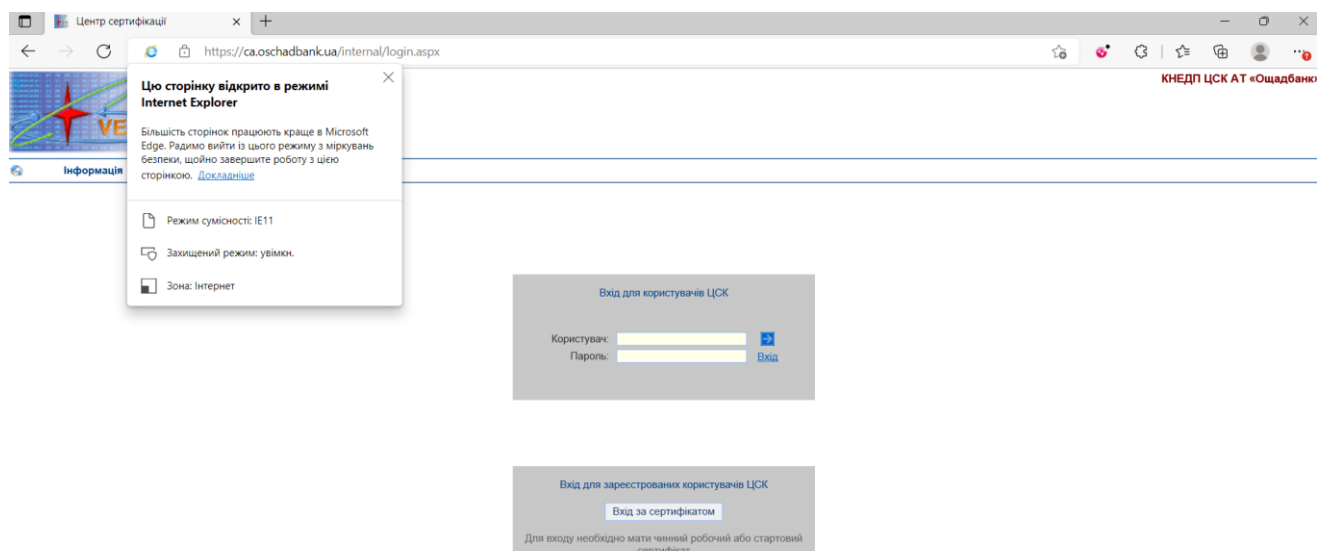 Центр сертифікації
https://ca.oschadbank.ua/internal/login.aspx
КНЕДП ЦСК АТ «Ощадбанк»
VE
Інформація
Цю сторінку відкрито в режимі
Internet Explorer
Більшість сторінок працюють краще в Microsoft
Edge. Радимо вийти із цього режиму з міркувань
безпеки, щойно завершите роботу з цією
сторінкою. Докладніше
Режим сумісності: IE11
Захищений режим: увімкн.
Зона: Інтернет
Вхід для користувачів ЦСК
Користувач:
Пароль:
Вхід
Вхід для зареєстрованих користувачів ЦСК
Вхід за сертифікатом
Для входу необхідно мати чинний робочий або стартовий
сертифікат